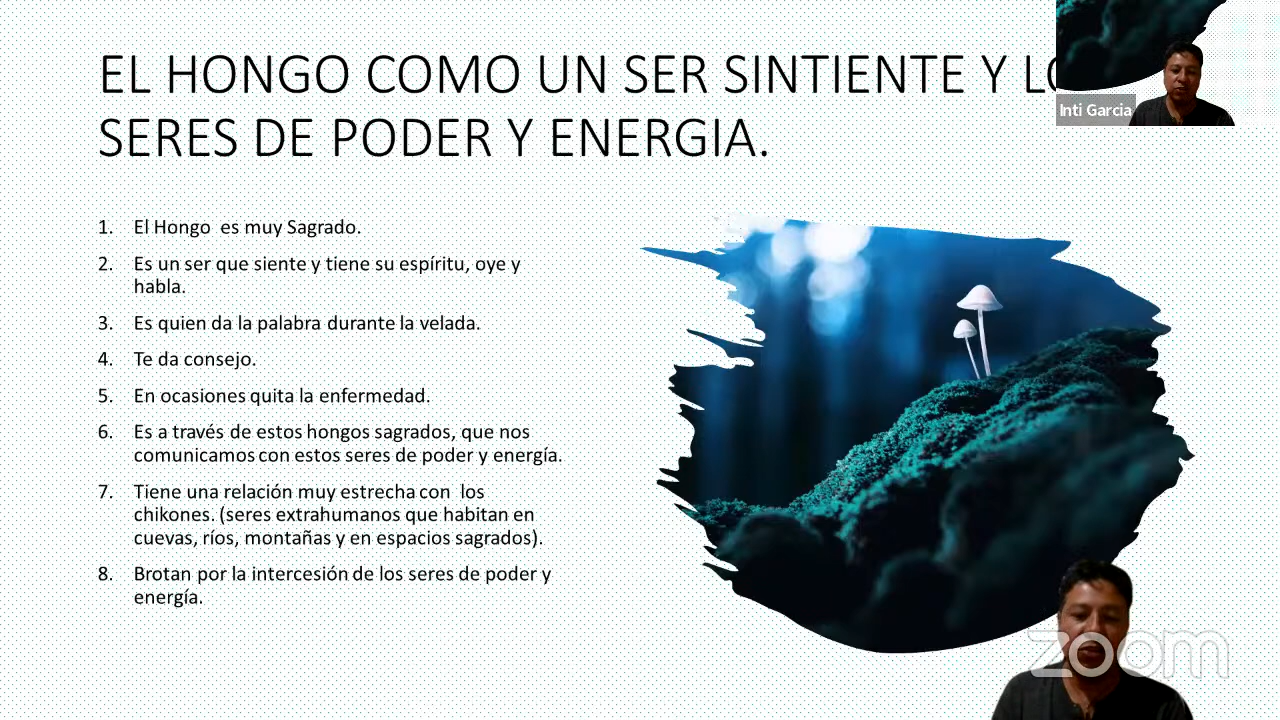 EL HONGO COMO UN SER SINTIENTE Y
SERES DE PODER Y ENERGIA.
Inti Garcia
1. El Hongo es muy Sagrado.
2. Es un ser que siente y tiene su espíritu, oye y
habla.
3. Es quien da la palabra durante la velada.
4. Te da consejo.
5. En ocasiones quita la enfermedad.
6. Es a través de estos hongos sagrados, que nos
comunicamos con estos seres de poder y energía.
7. Tiene una relación muy estrecha con los
chikones. (seres extrahumanos que habitan en
cuevas, ríos, montañas y en espacios sagrados).
8. Brotan por la intercesión de los seres de poder y
energía.
zoom